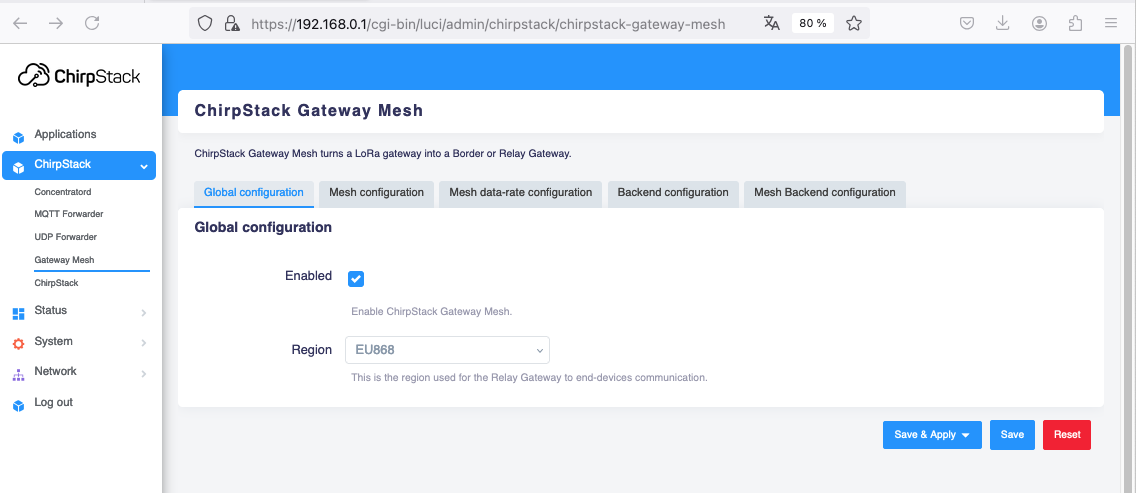 https://192.168.0.1/cgi-bin/luci/admin/chirpstack/chirpstack-gateway-mesh
80 %
ChirpStack
Applications
ChirpStack
Concentratord
MQTT Forwarder
UDP Forwarder
Gateway Mesh
ChirpStack
Status
System
Network
Log out
ChirpStack Gateway Mesh
ChirpStack Gateway Mesh turns a LoRa gateway into a Border or Relay Gateway.
Global configuration Mesh configuration Mesh data-rate configuration Backend configuration Mesh Backend configuration
Global configuration
Enabled
Enable ChirpStack Gateway Mesh.
Region EU868
This is the region used for the Relay Gateway to end-devices communication.
Save & Apply Save Reset